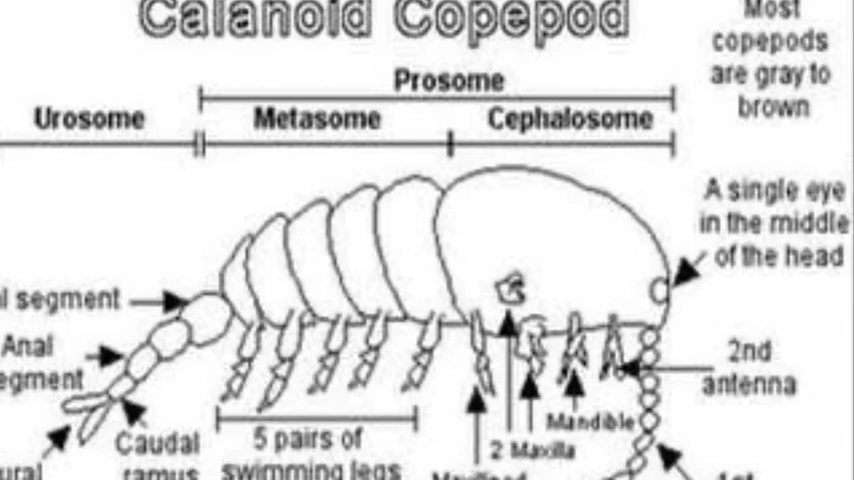 Calanoid Copepod
Most
copepods
are gray to
brown
Prosome
Urosome
Metasome
Cephalosome
A single eye
in the middle
of the head
segment
Anal
2nd
antenna
Mandible
2 Maxilla
5 pairs of
swimming legs
Caudal
ramus
1st